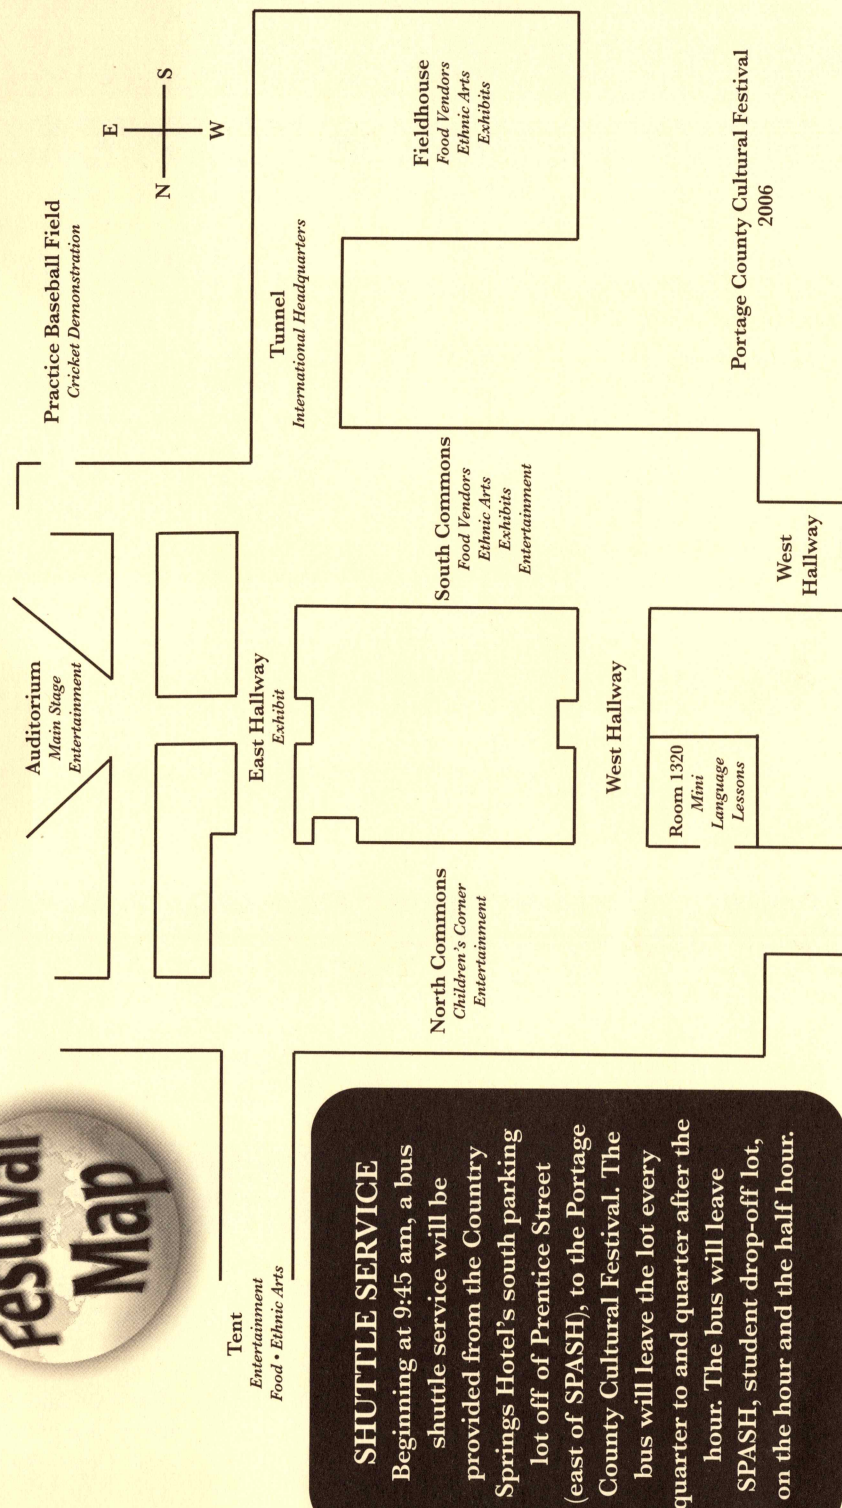 Festival
Map
Tent
Entertainment
Food • Ethnic Arts
SHUTTLE SERVICE
Beginning at 9:45 am, a bus
shuttle service will be
provided from the Country
Springs Hotel's south parking
lot off of Prentice Street
(east of SPASH), to the Portage
County Cultural Festival. The
bus will leave the lot every
quarter to and quarter after the
hour. The bus will leave
SPASH, student drop-off lot,
on the hour and the half hour.
Auditorium
Main Stage
Entertainment
East Hallway
Exhibit
North Commons
Children's Corner
Entertainment
West Hallway
Room 1320
Mini
Language
Lessons
Practice Baseball Field
Cricket Demonstration
E
N
S
W
Tunnel
International Headquarters
Fieldhouse
Food Vendors
Ethnic Arts
Exhibits
South Commons
Food Vendors
Ethnic Arts
Exhibits
Entertainment
West
Hallway
Portage County Cultural Festival
2006